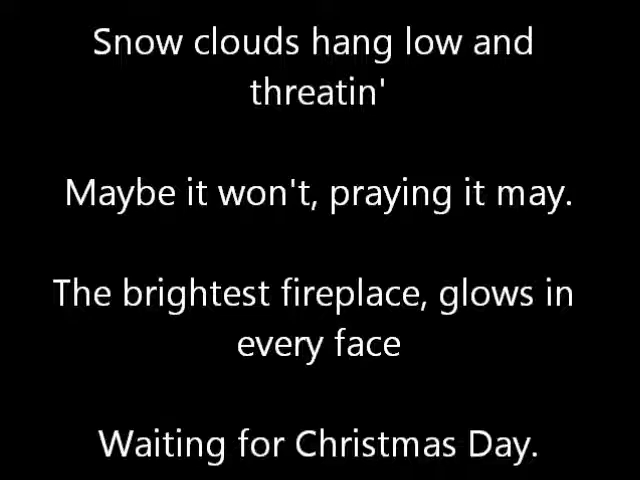 Snow clouds hang low and
threatin'
Maybe it won't, praying it may.
The brightest fireplace, glows in
every face
Waiting for Christmas Day.